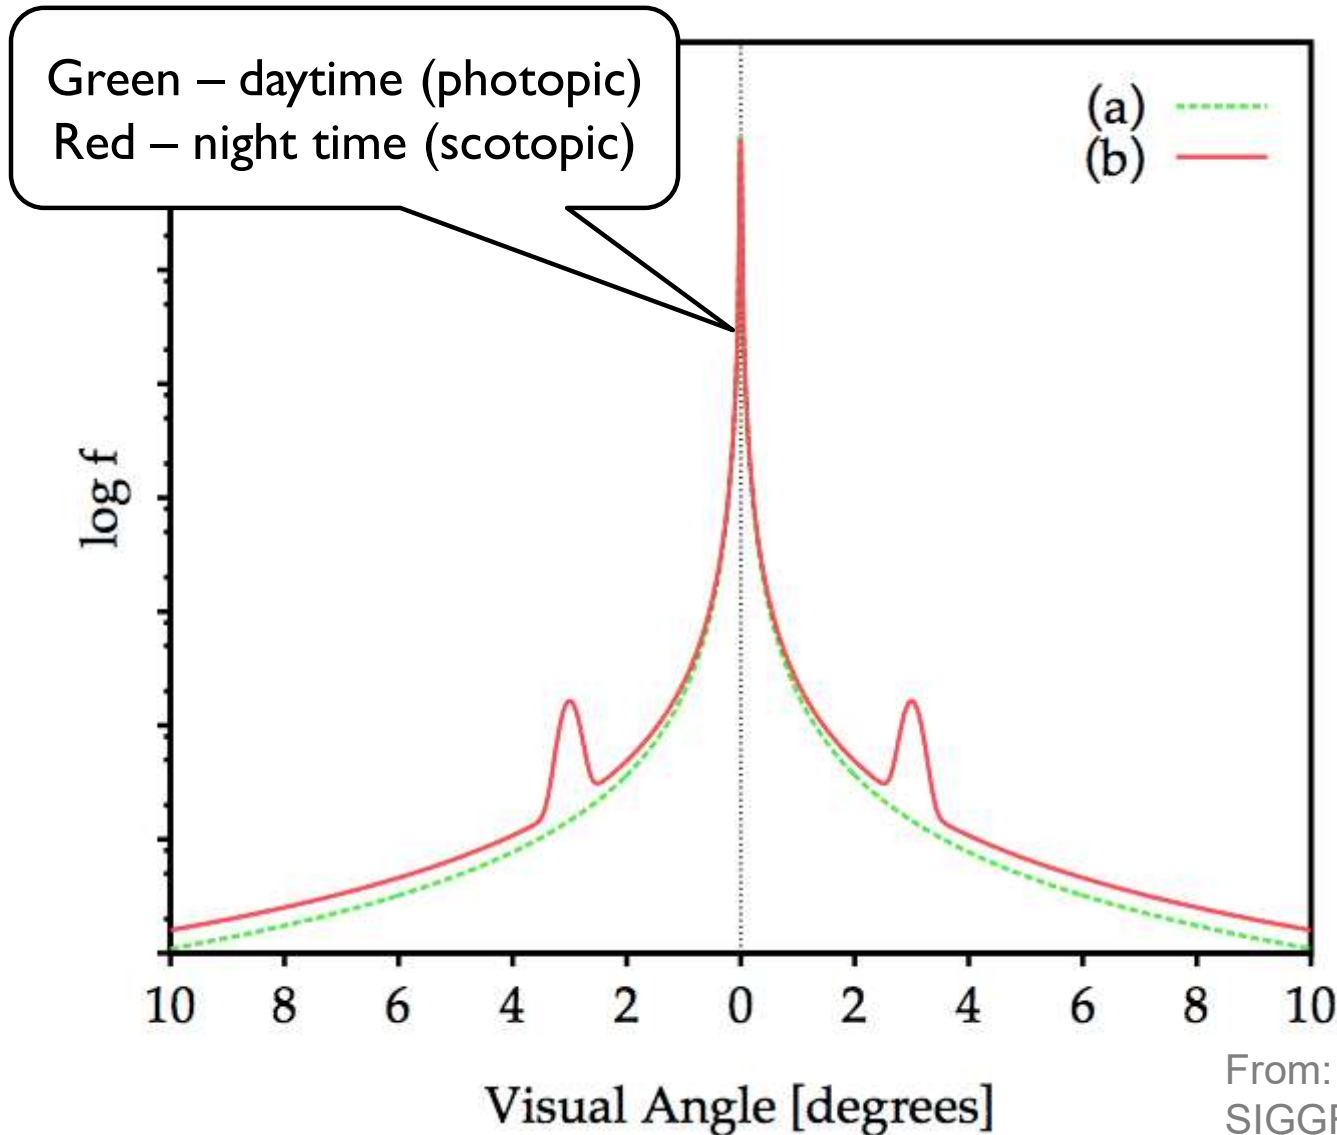 Green – daytime (photopic)
Red – night time (scotopic)
(a)
(b)
log f
10 8 6 4 2 0 2 4 6 8 10
Visual Angle [degrees]
From: